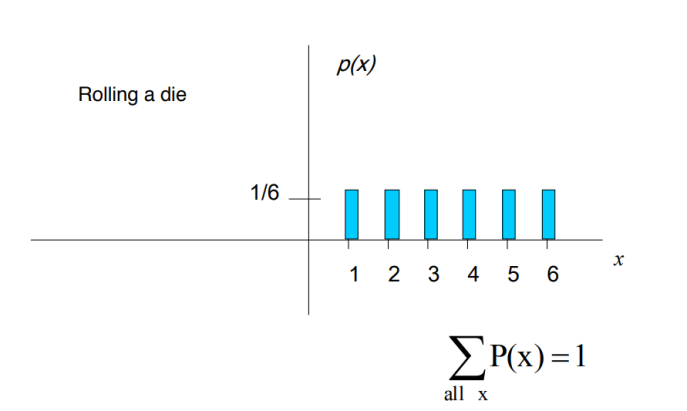 p(x)
Rolling a die
1/6
1 2 3 4 5 6
x
∑ P(x) = 1
all x